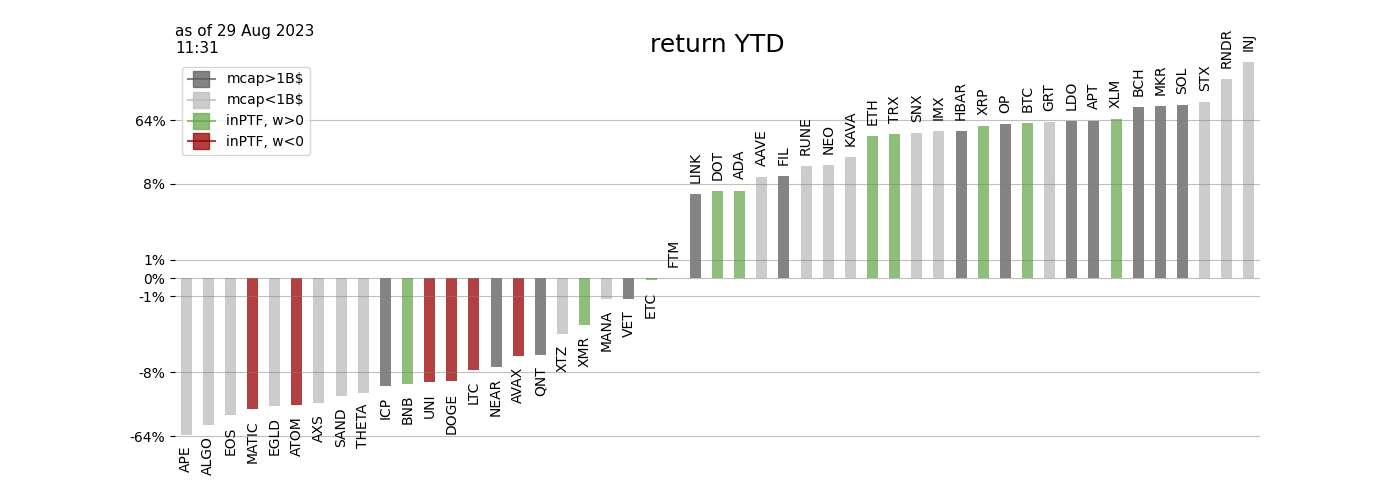 as of 29 Aug 2023
11:31
return YTD
mcap>1B$
mcap<1B$
inPTF, w>0
inPTF, w<0
64%
8%
1%
0%
-1%
-8%
-64%
APE
ALGO
EOS
MATIC
EGLD
ATOM
AXS
SAND
THETA
ICP
BNB
UNI
DOGE
LTC
NEAR
AVAX
QNT
XTZ
XMR
MANA
VET
ETC
FTM
LINK
DOT
ADA
AAVE
FIL
RUNE
NEO
KAVA
ETH
TRX
SNX
IMX
HBAR
XRP
OP
BTC
GRT
LDO
APT
XLM
BCH
MKR
SOL
STX
RNDR
INJ